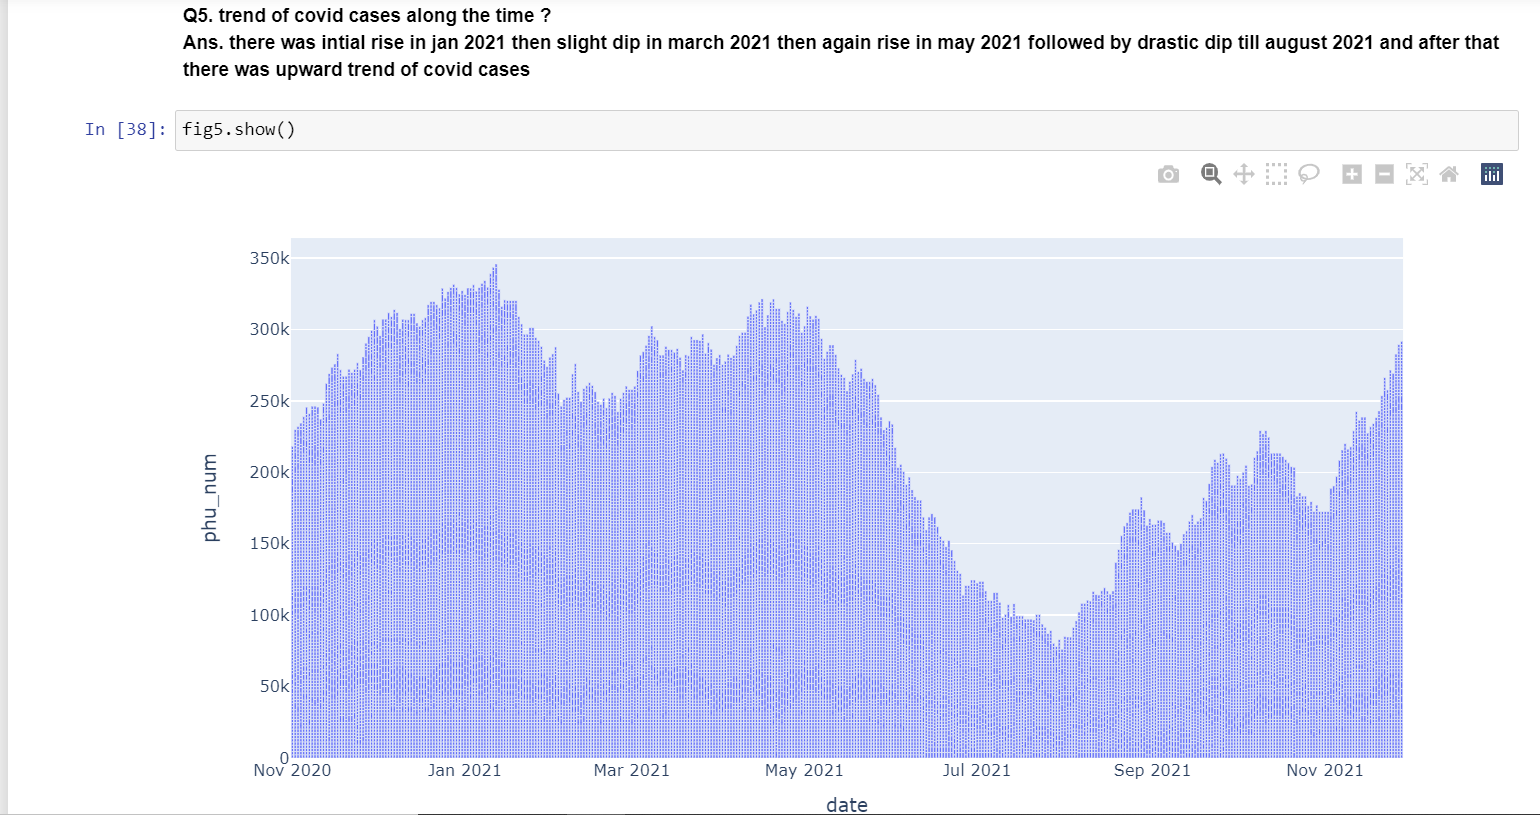 Q5. trend of covid cases along the time ?
Ans. there was intial rise in jan 2021 then slight dip in march 2021 then again rise in may 2021 followed by drastic dip till august 2021 and after that
there was upward trend of covid cases
In [38]: fig5.show()
350k
300k
250k
200k
150k
100k
50k
0
phu_num
Nov 2020 Jan 2021 Mar 2021 May 2021 Jul 2021 Sep 2021 Nov 2021
date